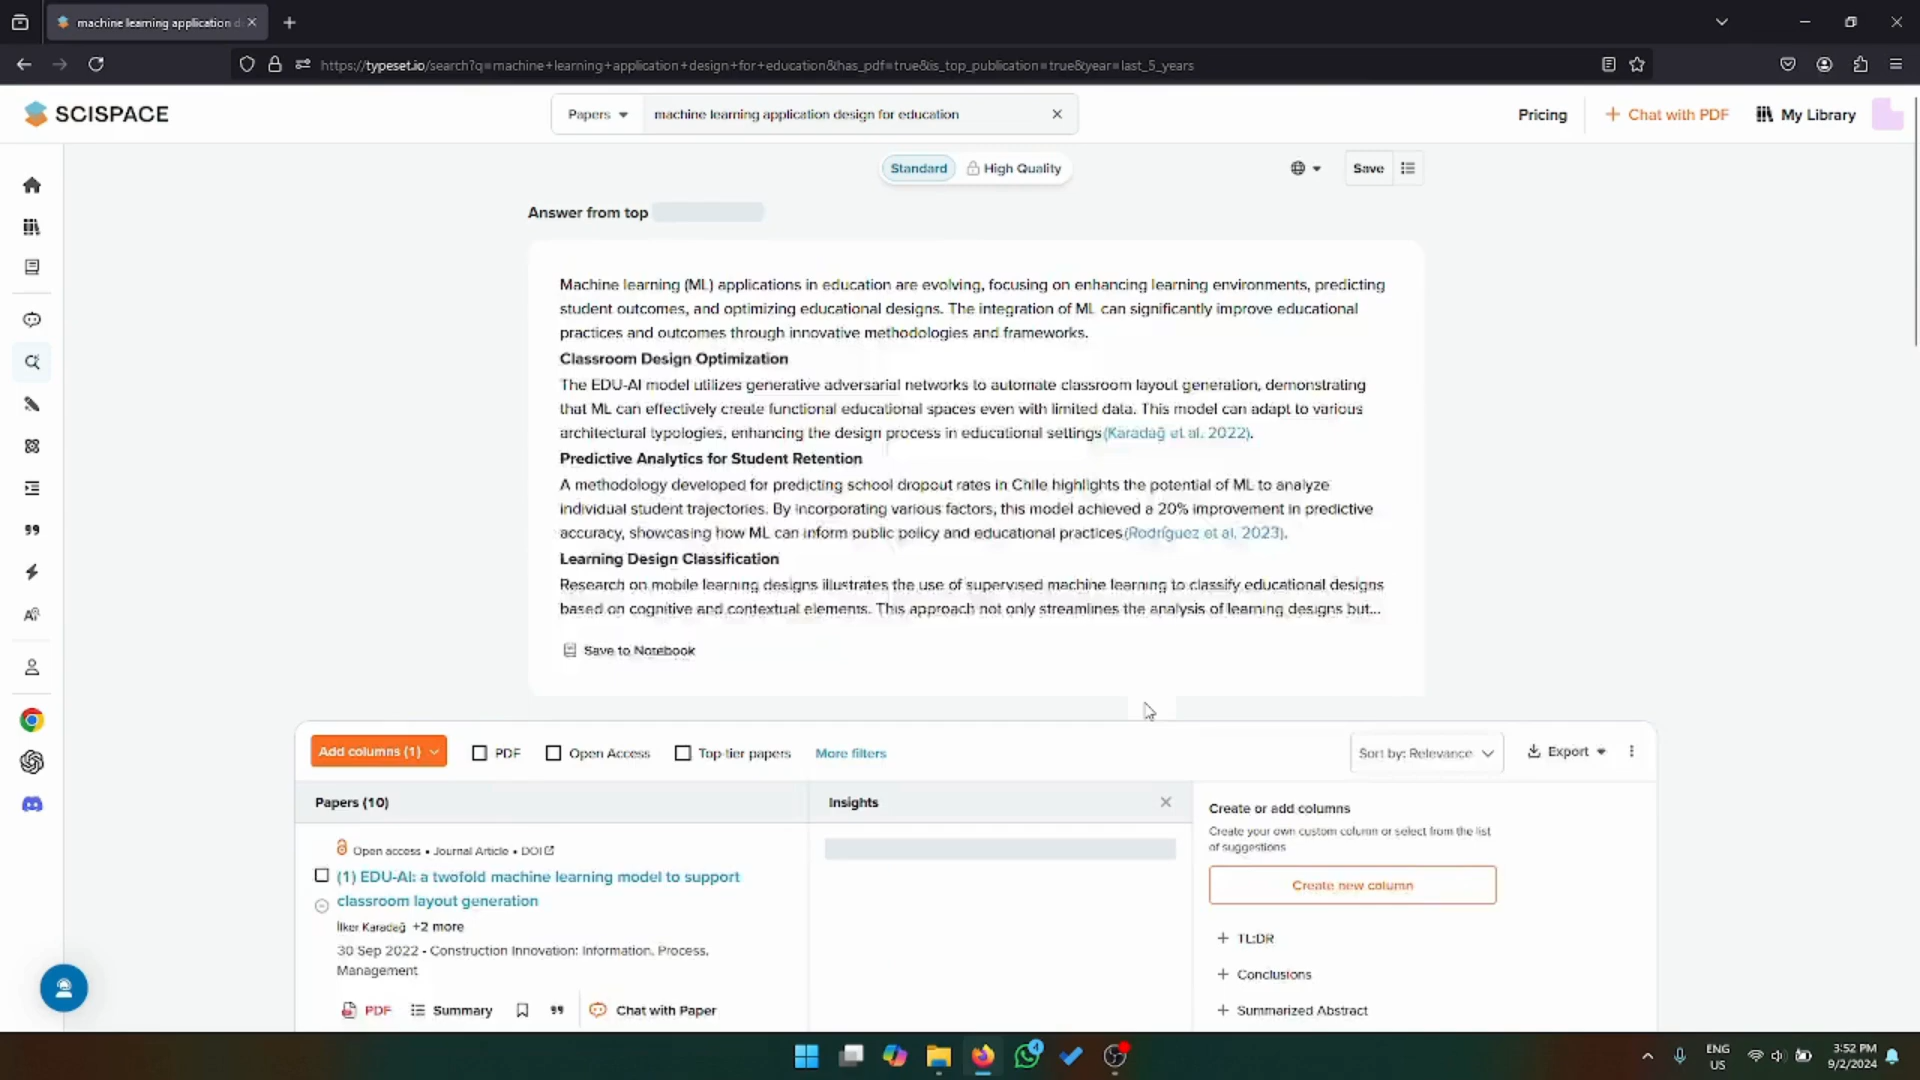 machine learning application d
https://typeset.io/search?q=machine+learning+application+design+for+education&has_pdf=true&is_top_publication=true&year=last_5_years
SCISPACE
Papers
machine learning application design for education
Pricing
Chat with PDF
My Library
Standard
High Quality
Save
Answer from top
Machine learning (ML) applications in education are evolving, focusing on enhancing learning environments, predicting
student outcomes, and optimizing educational designs. The integration of ML can significantly improve educational
practices and outcomes through innovative methodologies and frameworks.
Classroom Design Optimization
The EDU-AI model utilizes generative adversarial networks to automate classroom layout generation, demonstrating
that ML can effectively create functional educational spaces even with limited data. This model can adapt to various
architectural typologies, enhancing the design process in educational settings(Karadağ et al. 2022).
Predictive Analytics for Student Retention
A methodology developed for predicting school dropout rates in Chile highlights the potential of ML to analyze
individual student trajectories. By incorporating various factors, this model achieved a 20% improvement in predictive
accuracy, showcasing how ML can inform public policy and educational practices(Rodríguez et al. 2023).
Learning Design Classification
Research on mobile learning designs illustrates the use of supervised machine learning to classify educational designs
based on cognitive and contextual elements. This approach not only streamlines the analysis of learning designs but...
Save to Notebook
Add columns (1)
PDF
Open Access
Top-tier papers
More filters
Sort by: Relevance
Export
Papers (10)
Insights
Create or add columns
Create your own custom column or select from the list
of suggestions
Create new column
+ TL;DR
+ Conclusions
+ Summarized Abstract
Open access • Journal Article • DOI
(1) EDU-AI: a twofold machine learning model to support
classroom layout generation
İlker Karadağ +2 more
30 Sep 2022 - Construction Innovation: Information, Process,
Management
PDF
Summary
Chat with Paper
4
ENG
US
3:52 PM
9/2/2024